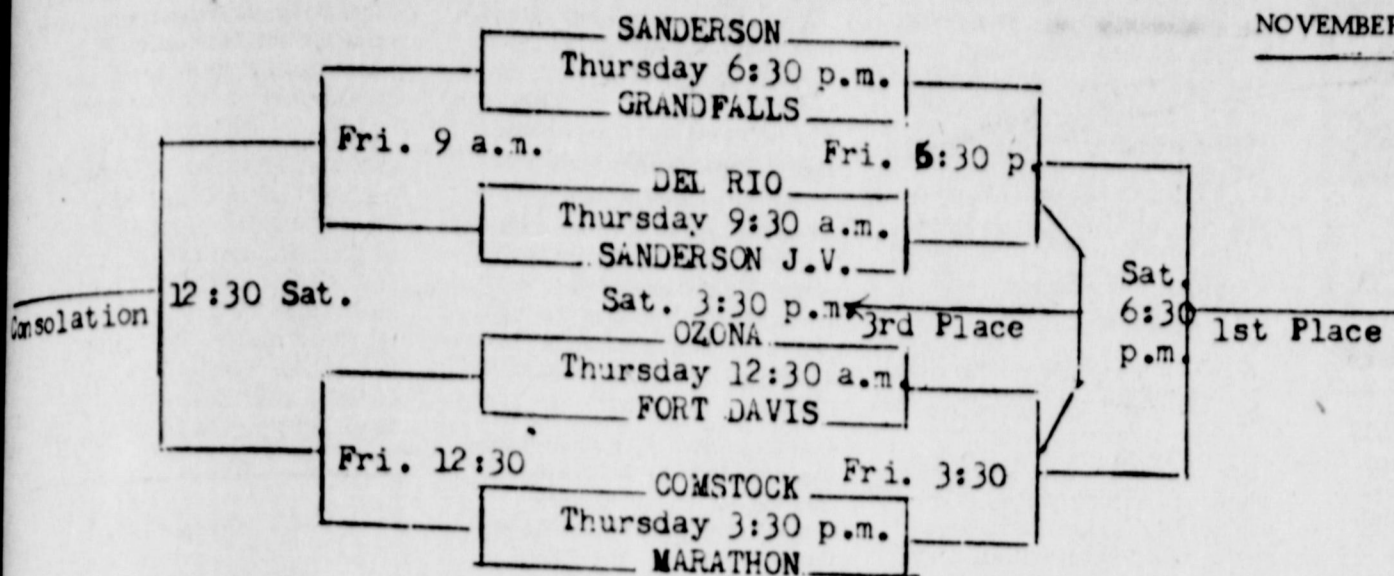 NOVEMBER
SANDERSON
Thursday 6:30 p.m.
GRANDFALLS
Fri. 9 a.m.
Fri. 6:30 p.
DEL RIO
Thursday 9:30 a.m.
SANDERSON J.V.
Consolation
12:30 Sat.
Sat. 3:30 p.m.
3rd Place
Sat.
6:30
p.m.
1st Place
OZONA
Thursday 12:30 a.m.
FORT DAVIS
Fri. 12:30
Fri. 3:30
COMSTOCK
Thursday 3:30 p.m.
MARATHON